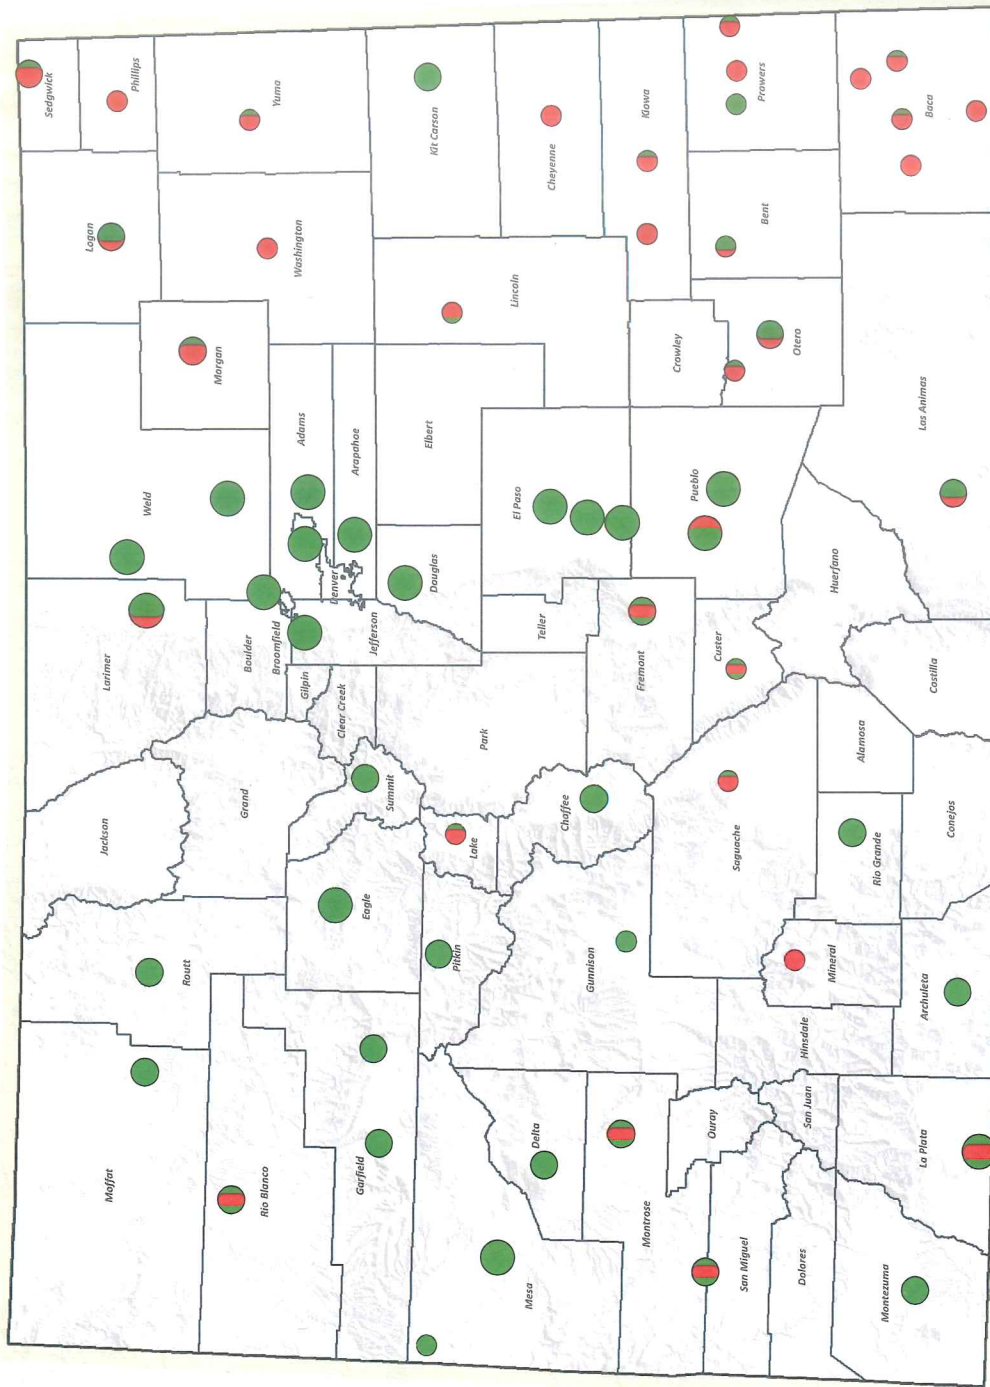 Moffat
Routt
Jackson
Larimer
Weld
Logan
Sedgwick
Phillips
Morgan
Rio Blanco
Grand
Boulder
Broomfield
Gilpin
Adams
Washington
Yuma
Garfield
Eagle
Summit
Clear Creek
Jefferson
Denver
Arapahoe
Pitkin
Lake
Park
Douglas
Elbert
Kit Carson
Mesa
Delta
Gunnison
Chaffee
Teller
El Paso
Lincoln
Cheyenne
Montrose
Fremont
Ouray
Saguache
Custer
Pueblo
Crowley
Kiowa
San Miguel
Dolores
San Juan
Hinsdale
Mineral
Rio Grande
Alamosa
Huerfano
Otero
Bent
Prowers
Montezuma
La Plata
Archuleta
Conejos
Costilla
Las Animas
Baca